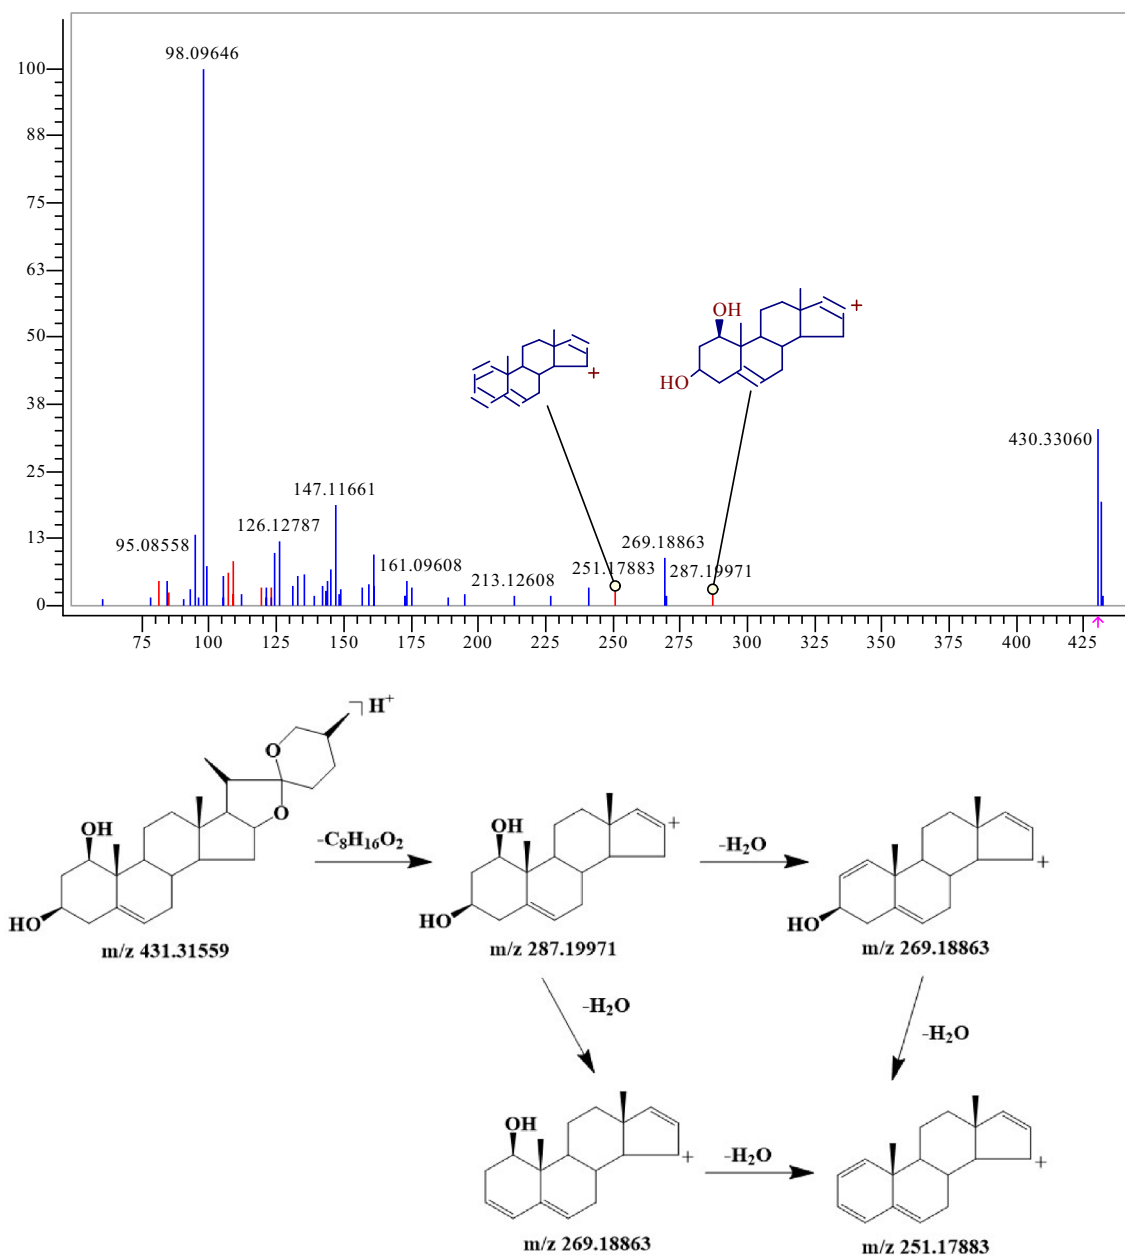 98.09646
100
88
75
63
50
38
25
13
0
OH
+
HO
+
430.33060
147.11661
126.12787
95.08558
161.09608
213.12608
269.18863
251.17883
287.19971
75 100 125 150 175 200 225 250 275 300 325 350 375 400 425
H+
O
O
OH
HO
m/z 431.31559
-C8H16O2
OH
+
HO
m/z 287.19971
-H2O
+
HO
m/z 269.18863
-H2O
-H2O
OH
+
m/z 269.18863
-H2O
+
m/z 251.17883